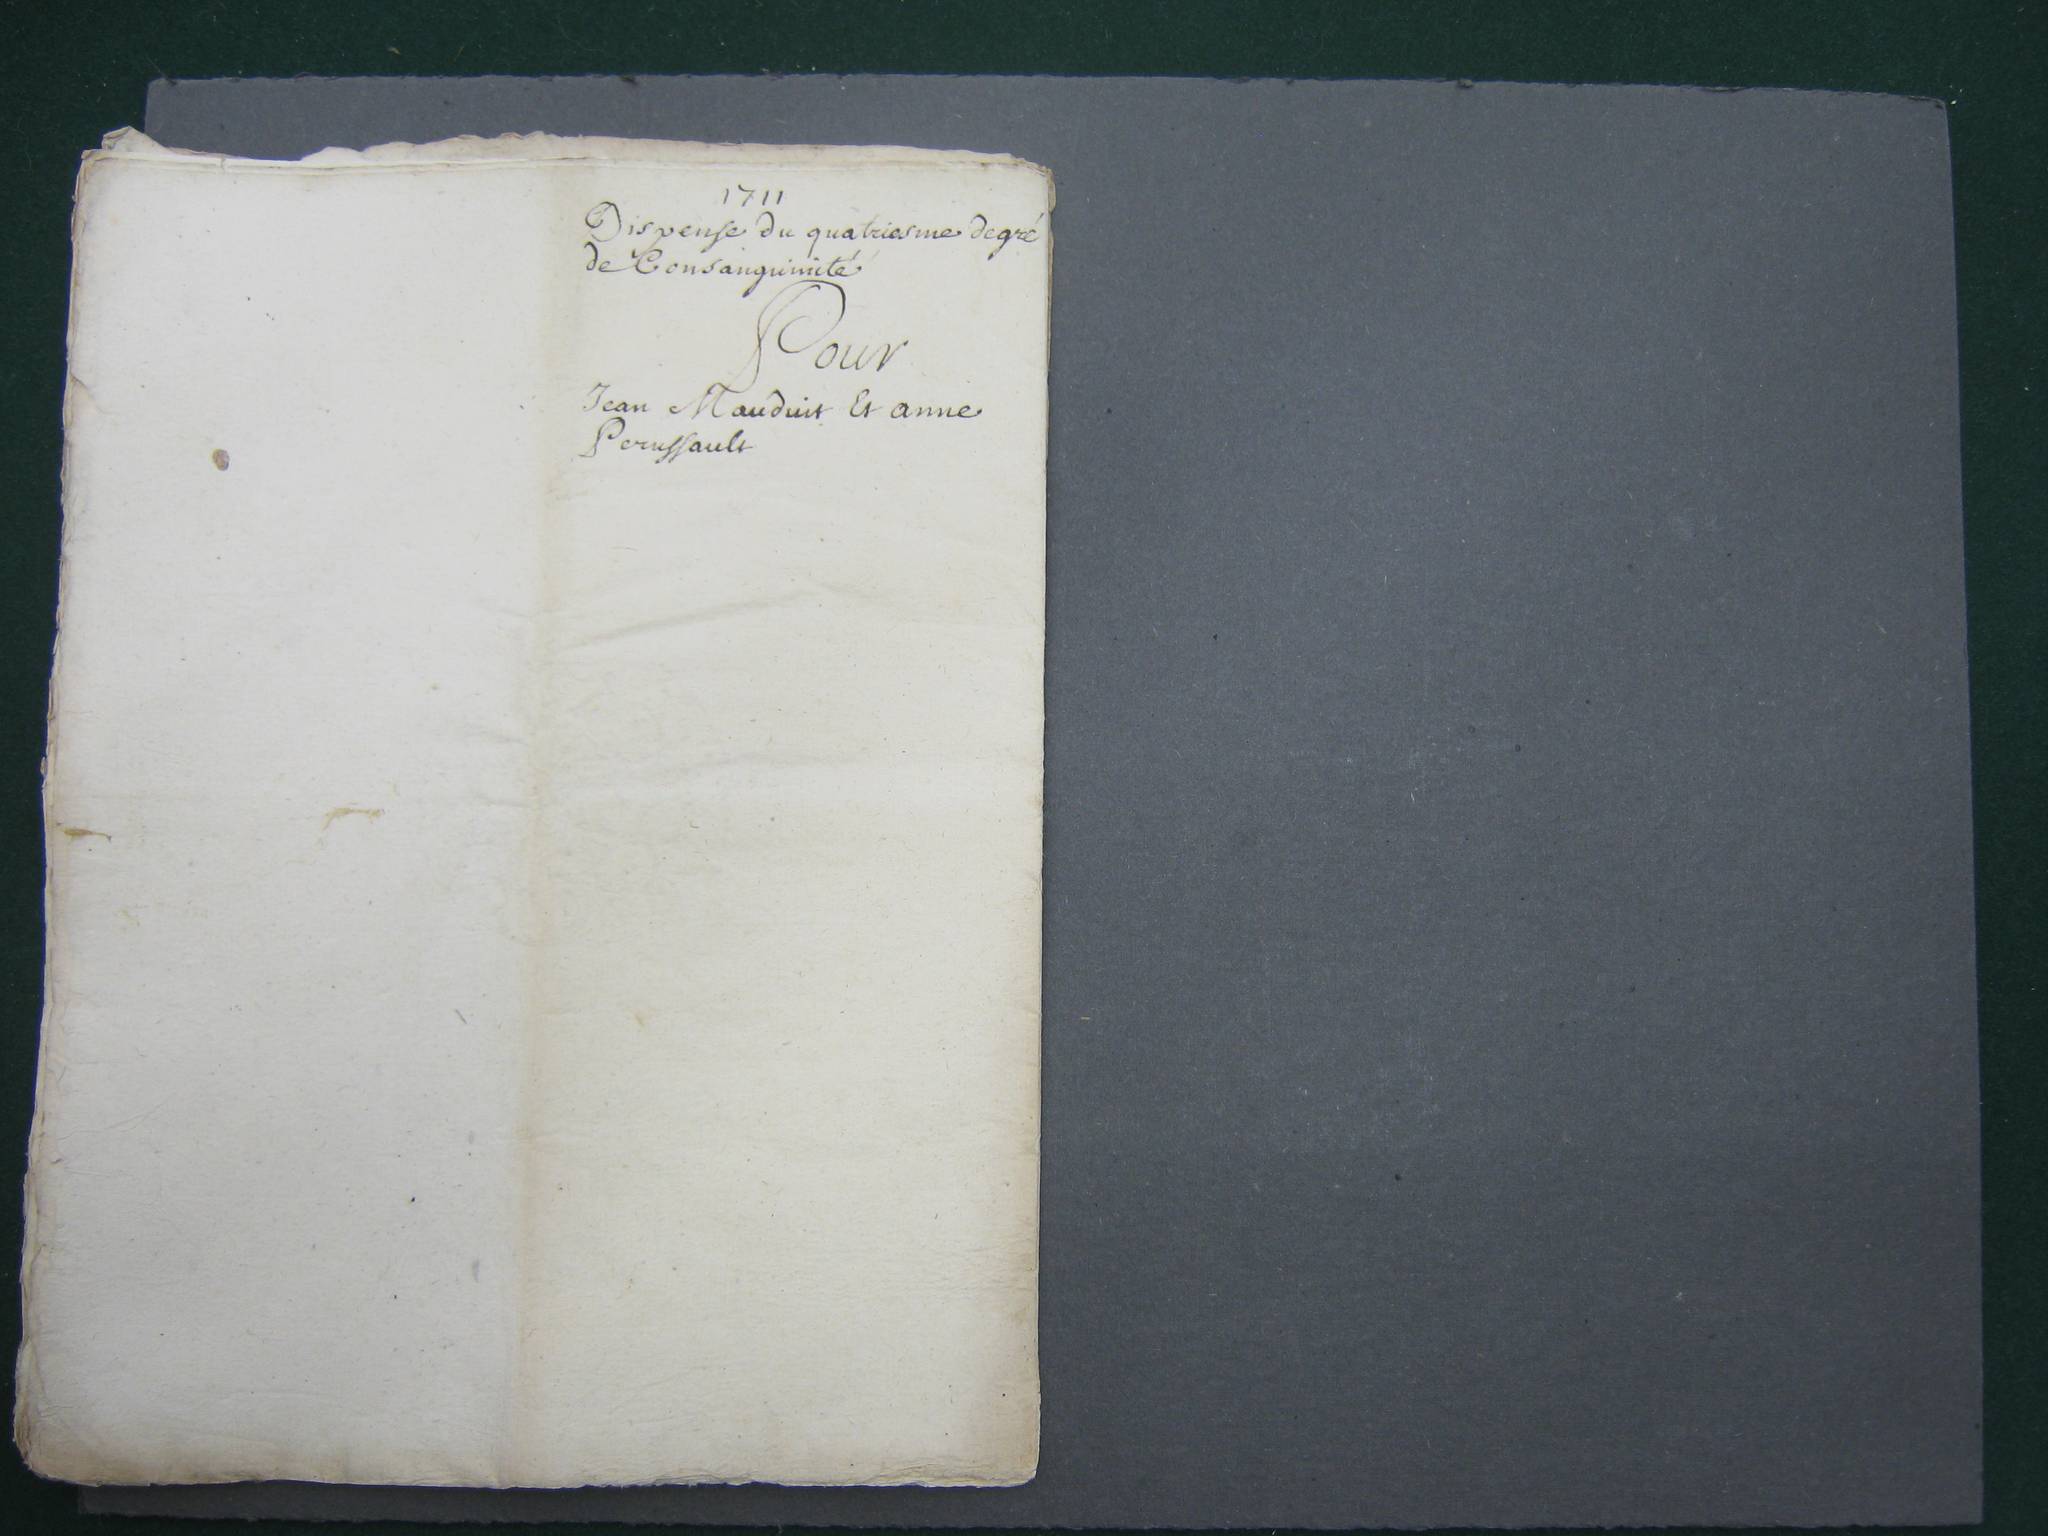 1711
Dispense du quatriesme degré
de Consanguinité
Pour
Jean Mauduit Et anne
Perussault